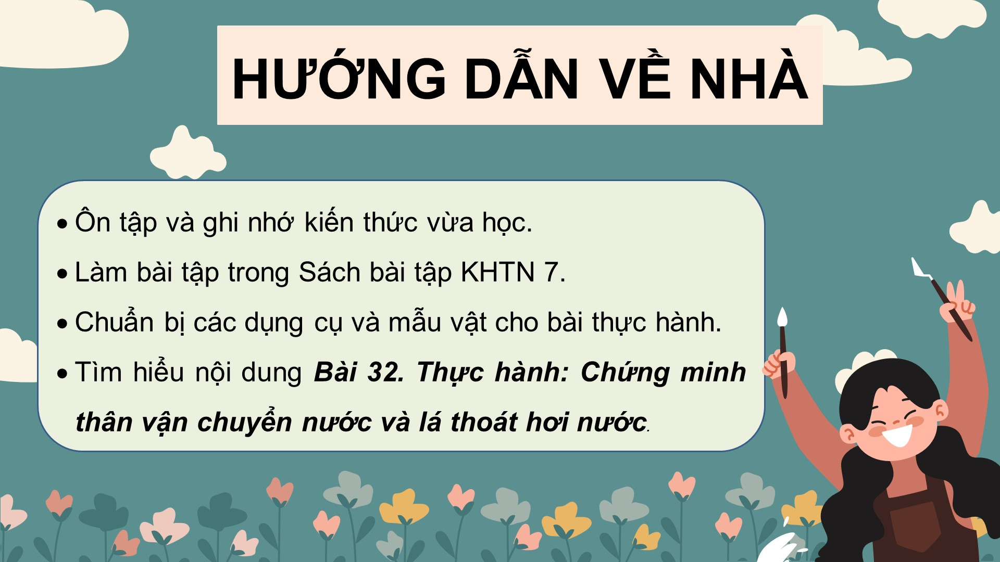 HƯỚNG DẪN VỀ NHÀ
• Ôn tập và ghi nhớ kiến thức vừa học.
• Làm bài tập trong Sách bài tập KHTN 7.
• Chuẩn bị các dụng cụ và mẫu vật cho bài thực hành.
• Tìm hiểu nội dung Bài 32. Thực hành: Chứng minh
thân vận chuyển nước và lá thoát hơi nước.